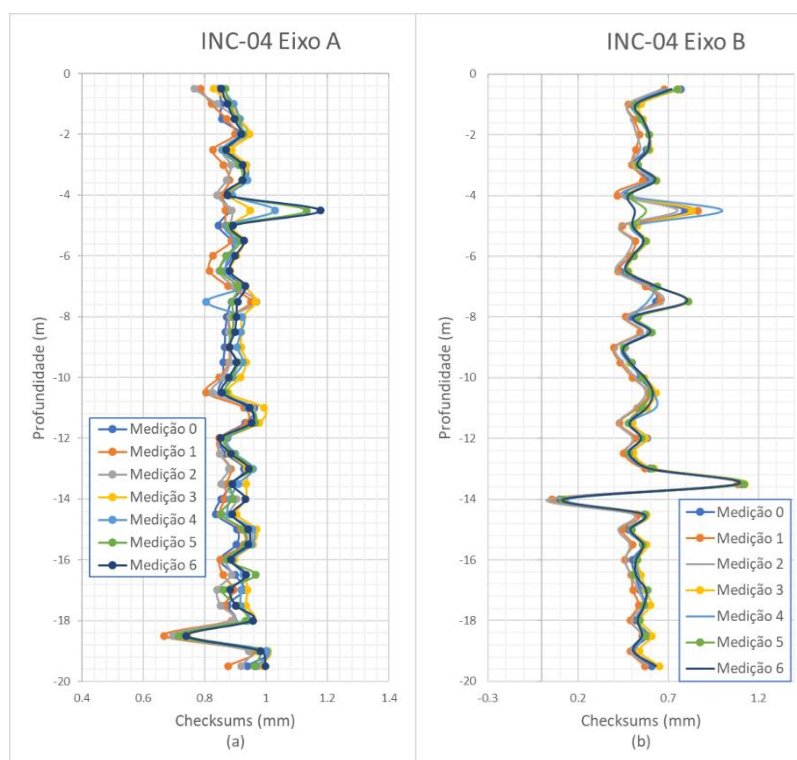 INC-04 Eixo A
0
-2
-4
-6
-8
-10
-12
-14
-16
-18
-20
0.4
0.6
0.8
1
1.2
1.4
Profundidade (m)
Checksums (mm)
(a)
Medição 0
Medição 1
Medição 2
Medição 3
Medição 4
Medição 5
Medição 6
INC-04 Eixo B
0
-2
-4
-6
-8
-10
-12
-14
-16
-18
-20
-0.3
0.2
0.7
1.2
Profundidade (m)
Checksums (mm)
(b)
Medição 0
Medição 1
Medição 2
Medição 3
Medição 4
Medição 5
Medição 6